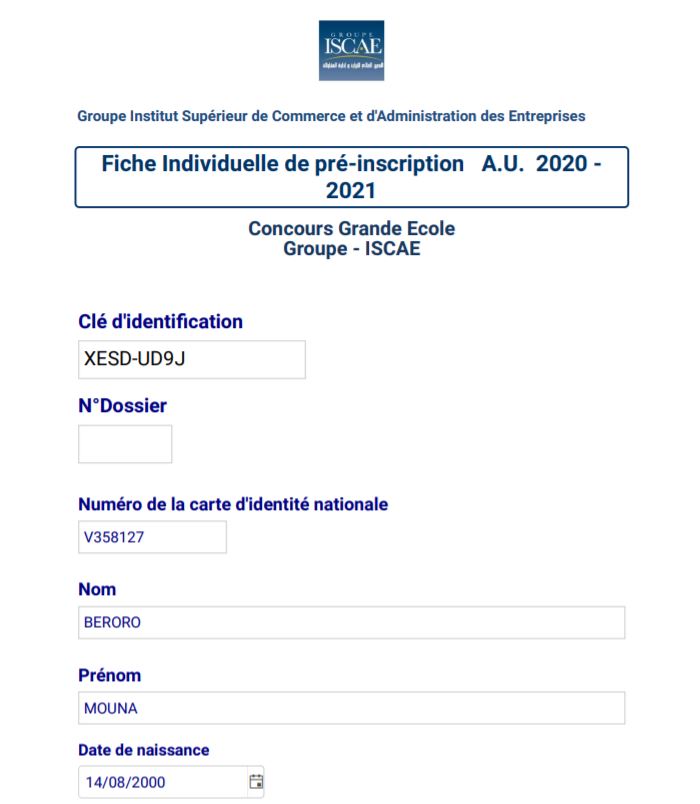 GROUPE
ISCAE
Groupe Institut Supérieur de Commerce et d'Administration des Entreprises
Fiche Individuelle de pré-inscription A.U. 2020 -
2021
Concours Grande Ecole
Groupe - ISCAE
Clé d'identification
XESD-UD9J
N°Dossier
Numéro de la carte d'identité nationale
V358127
Nom
BERORO
Prénom
MOUNA
Date de naissance
14/08/2000